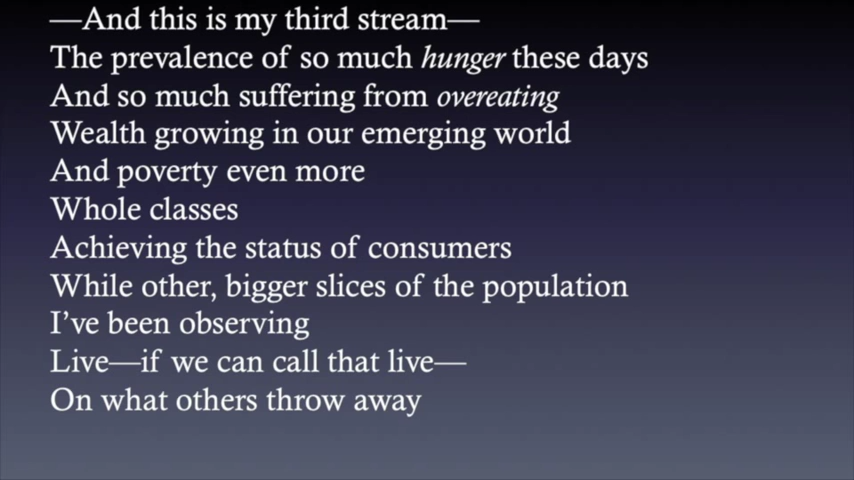 —And this is my third stream—
The prevalence of so much hunger these days
And so much suffering from overeating
Wealth growing in our emerging world
And poverty even more
Whole classes
Achieving the status of consumers
While other, bigger slices of the population
I’ve been observing
Live—if we can call that live—
On what others throw away